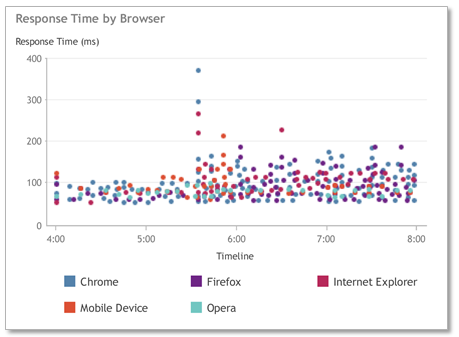 Response Time by Browser
Response Time (ms)
400
300
200
100
0
4:00 5:00 6:00 7:00 8:00
Timeline
Chrome Firefox Internet Explorer
Mobile Device Opera